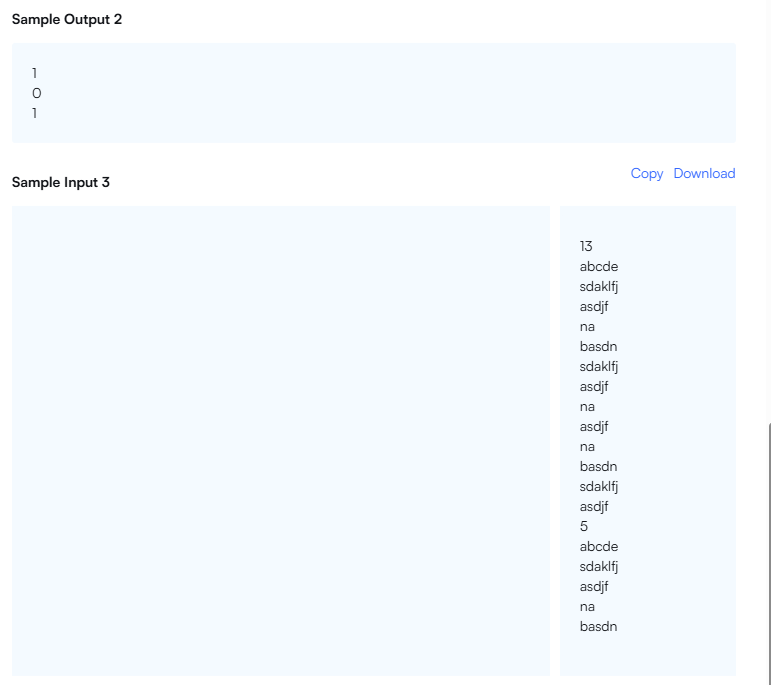 Sample Output 2
1
0
1
Copy Download
Sample Input 3
13
abcde
sdaklfj
asdjf
na
basdn
sdaklfj
asdjf
na
asdjf
na
basdn
sdaklfj
asdjf
5
abcde
sdaklfj
asdjf
na
basdn